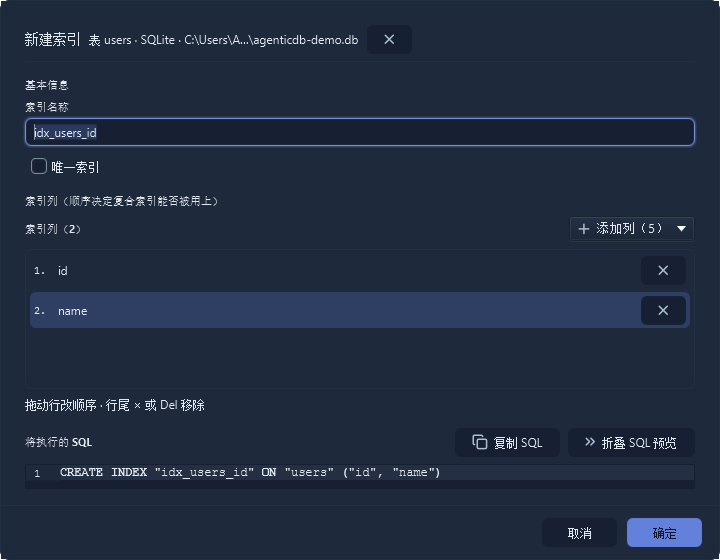 新建索引 表 users · SQLite · C:\Users\A...\agenticdb-demo.db
基本信息
索引名称
idx_users_id
唯一索引
索引列（顺序决定复合索引能否被用上）
索引列（2）
添加列（5）
1. id
2. name
拖动行改顺序 · 行尾 × 或 Del 移除
将执行的 SQL
复制 SQL
折叠 SQL 预览
1 CREATE INDEX "idx_users_id" ON "users" ("id", "name")
取消
确定